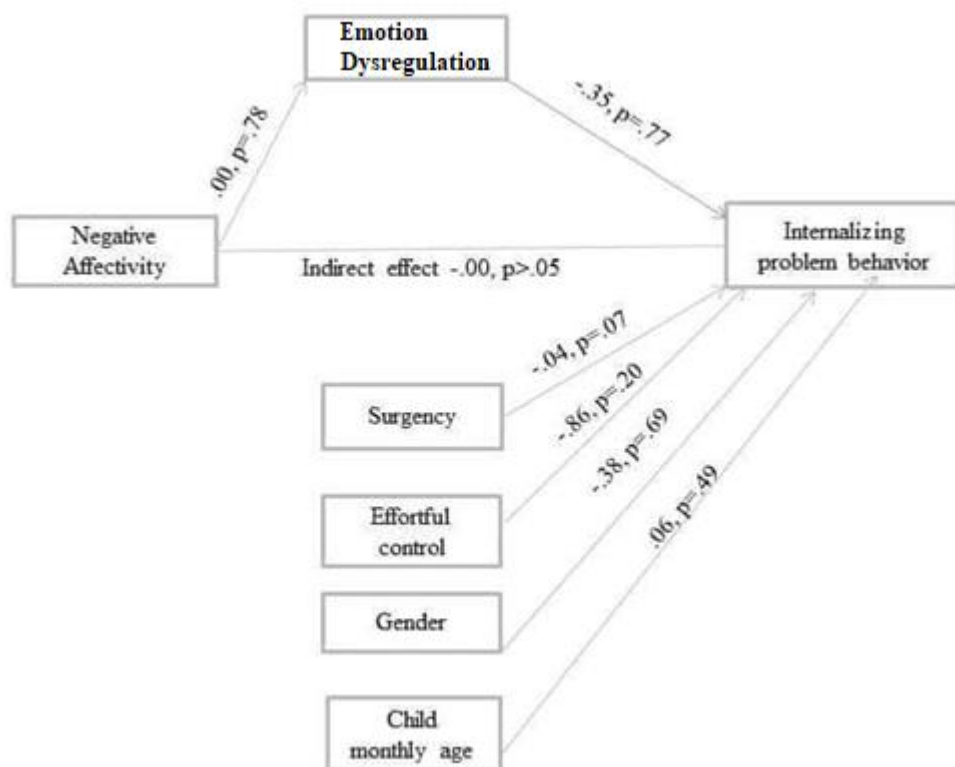 Emotion
Dysregulation
.00, p=.78
-.35, p=.77
Negative
Affectivity
Internalizing
problem behavior
Indirect effect -.00, p>.05
-.04, p=.07
Surgency
-.86, p=.20
-.38, p=.69
.06, p=.49
Effortful
control
Gender
Child
monthly age